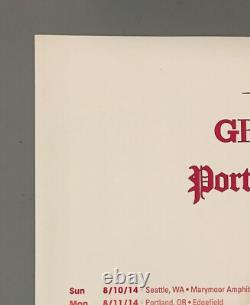 GE
Port
Sun 8/10/14 · Seattle, WA • Marymoor Amphit
Mon 8/11/14 · Portland, OR • Edgefield